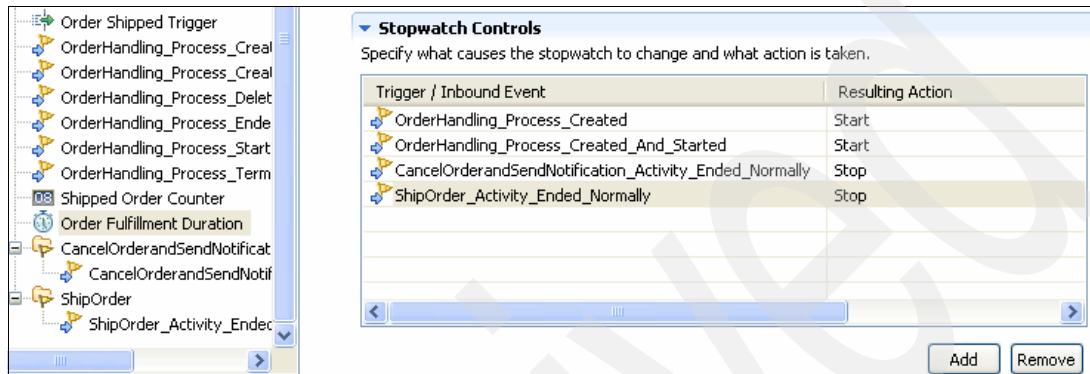 Order Shipped Trigger
OrderHandling_Process_Creat
OrderHandling_Process_Creat
OrderHandling_Process_Delet
OrderHandling_Process_Ende
OrderHandling_Process_Start
OrderHandling_Process_Term
Shipped Order Counter
Order Fulfillment Duration
CancelOrderandSendNotificat
CancelOrderandSendNotif
ShipOrder
ShipOrder_Activity_Ended
Stopwatch Controls
Specify what causes the stopwatch to change and what action is taken.
Trigger / Inbound Event Resulting Action
OrderHandling_Process_Created Start
OrderHandling_Process_Created_And_Started Start
CancelOrderandSendNotification_Activity_Ended_Normally Stop
ShipOrder_Activity_Ended_Normally Stop
Add Remove